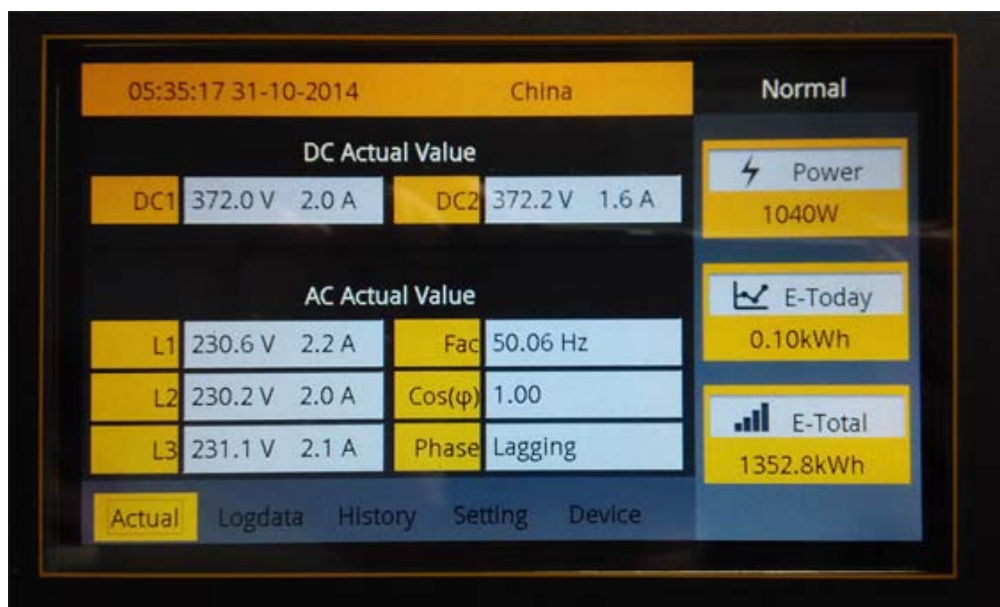 05:35:17 31-10-2014 China
Normal
DC Actual Value
DC1 372.0 V 2.0 A DC2 372.2 V 1.6 A
Power
1040W
AC Actual Value
E-Today
0.10kWh
L1 230.6 V 2.2 A Fac 50.06 Hz
L2 230.2 V 2.0 A Cos(φ) 1.00
L3 231.1 V 2.1 A Phase Lagging
E-Total
1352.8kWh
Actual Logdata History Setting Device